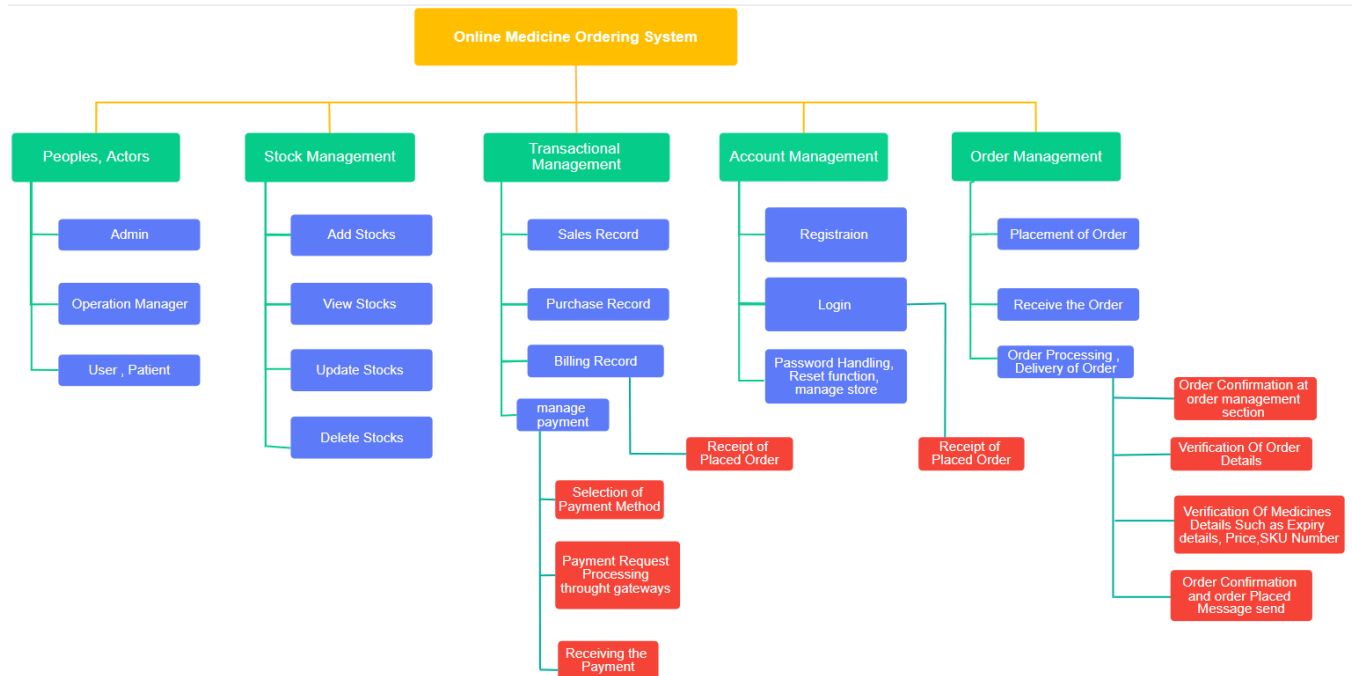 Online Medicine Ordering System
Peoples, Actors
Stock Management
Transactional
Management
Account Management
Order Management
Admin
Operation Manager
User , Patient
Add Stocks
View Stocks
Update Stocks
Delete Stocks
Sales Record
Purchase Record
Billing Record
manage
payment
Receipt of
Placed Order
Selection of
Payment Method
Payment Request
Processing
throught gateways
Receiving the
Payment
Registraion
Login
Password Handling,
Reset function,
manage store
Receipt of
Placed Order
Placement of Order
Receive the Order
Order Processing ,
Delivery of Order
Order Confirmation at
order management
section
Verification Of Order
Details
Verification Of Medicines
Details Such as Expiry
details, Price,SKU Number
Order Confirmation
and order Placed
Message send